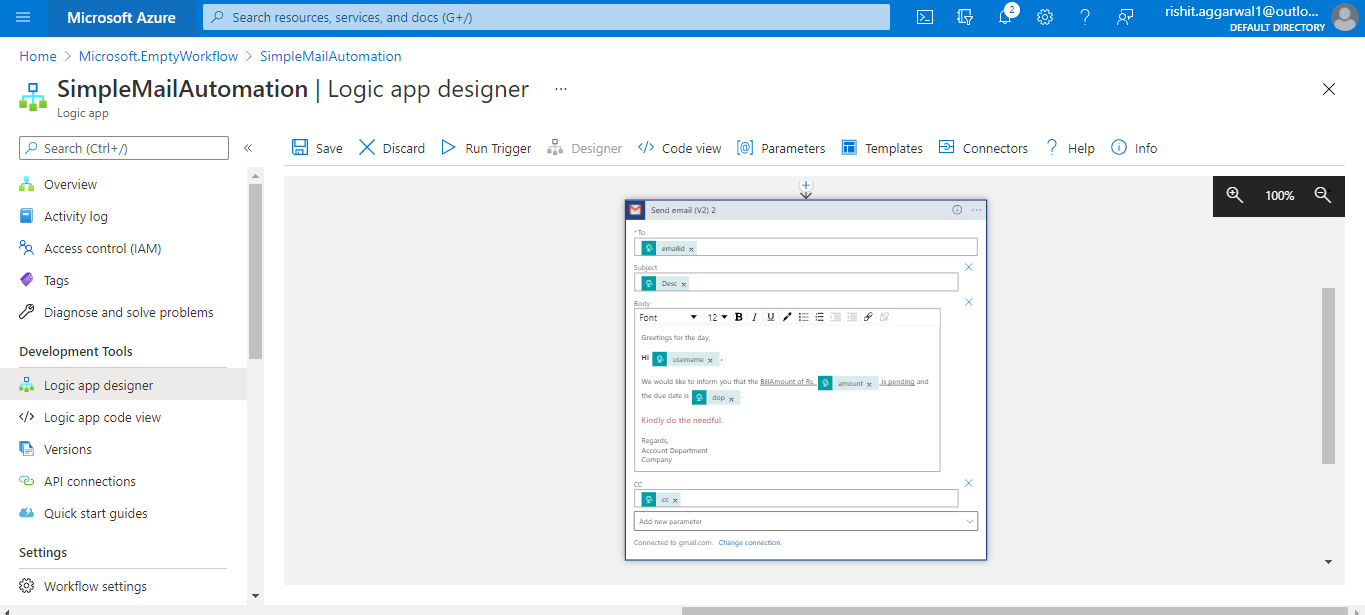 Microsoft Azure
Search resources, services, and docs (G+/)
2
rishit.aggarwal1@outlo...
DEFAULT DIRECTORY
Home > Microsoft.EmptyWorkflow > SimpleMailAutomation
SimpleMailAutomation | Logic app designer ...
Logic app
Search (Ctrl+/) «
Overview
Activity log
Access control (IAM)
Tags
Diagnose and solve problems
Development Tools
Logic app designer
Logic app code view
Versions
API connections
Quick start guides
Settings
Workflow settings
Save Discard Run Trigger Designer Code view Parameters Templates Connectors Help Info
100%
Send email (V2) 2
* To
emailid ×
Subject
Desc ×
Body
Font 12 B I U
Greetings for the day,
Hi username × ,
We would like to inform you that the BillAmount of Rs. amount × is pending and
the due date is dop × .
Kindly do the needful.
Regards,
Account Department
Company
CC
cc ×
Add new parameter
Connected to gmail.com. Change connection.